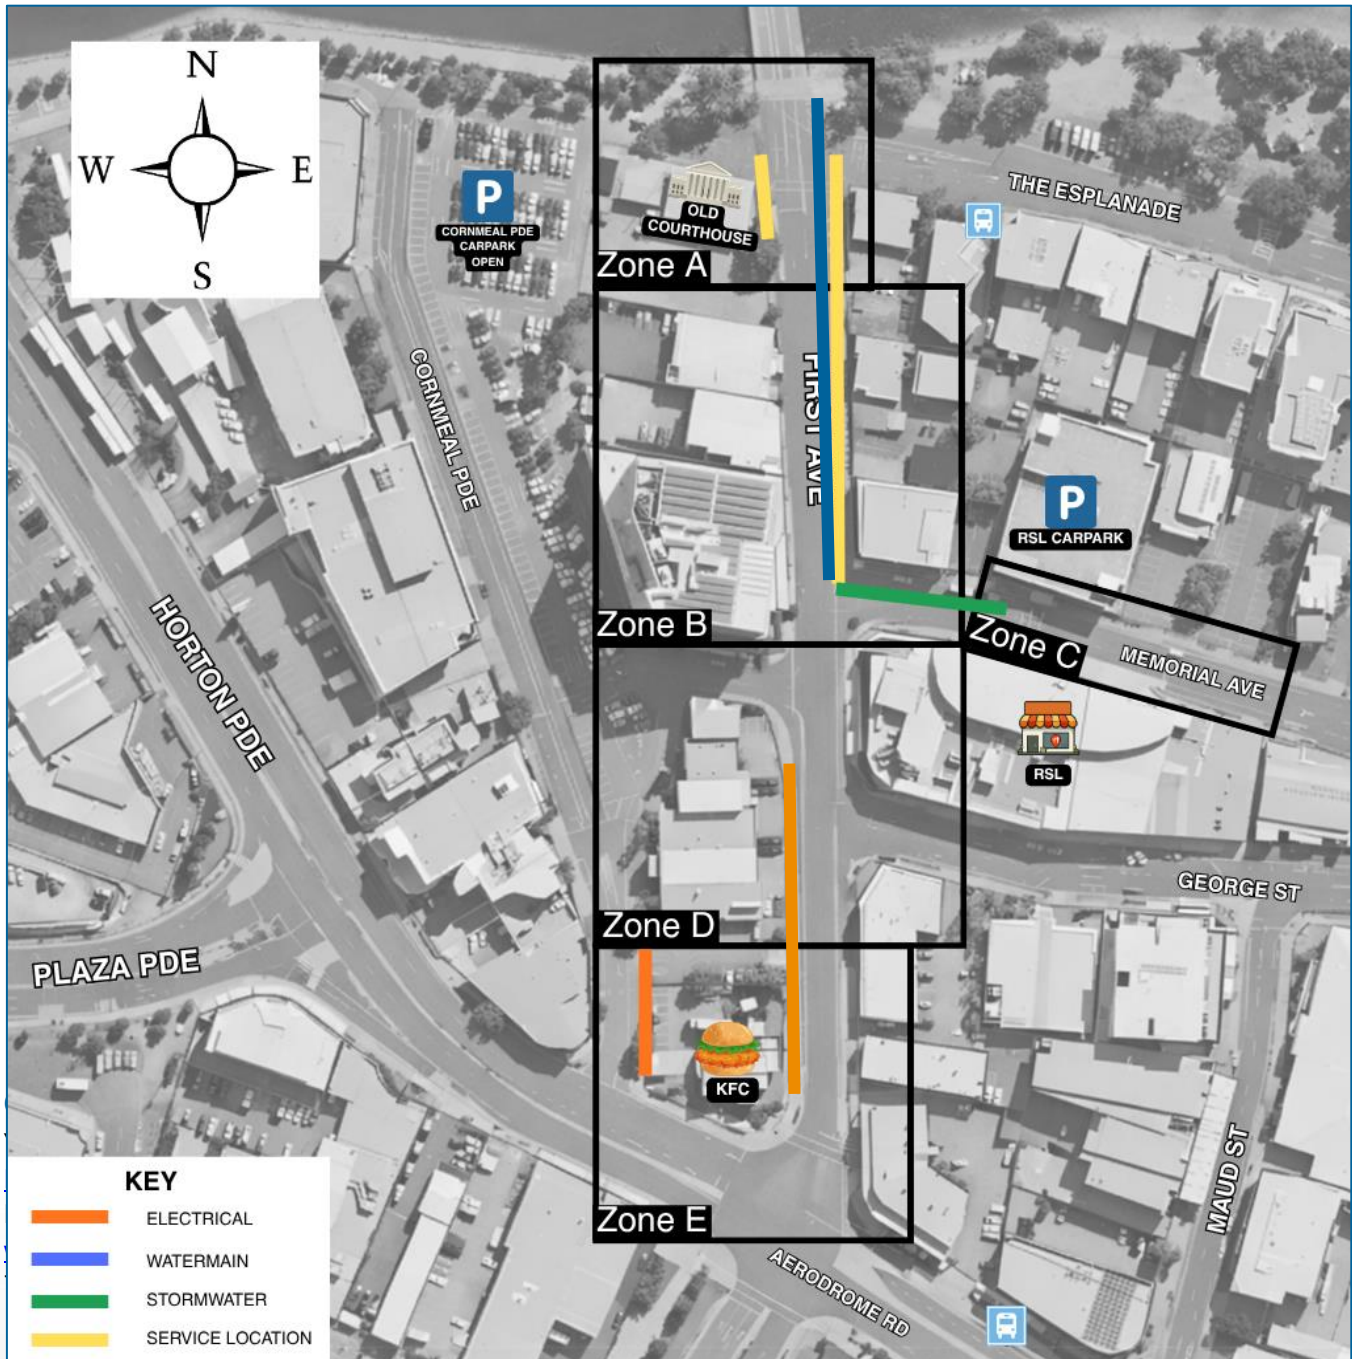 N
W
E
S
P
CORNMEAL PDE
CARPARK
OPEN
OLD
COURTHOUSE
Zone A
THE ESPLANADE
CORNMEAL PDE
FIRST AVE
P
RSL CARPARK
HORTON PDE
Zone B
Zone C
MEMORIAL AVE
RSL
GEORGE ST
Zone D
PLAZA PDE
KFC
MAUD ST
Zone E
AERODROME RD
KEY
ELECTRICAL
WATERMAIN
STORMWATER
SERVICE LOCATION